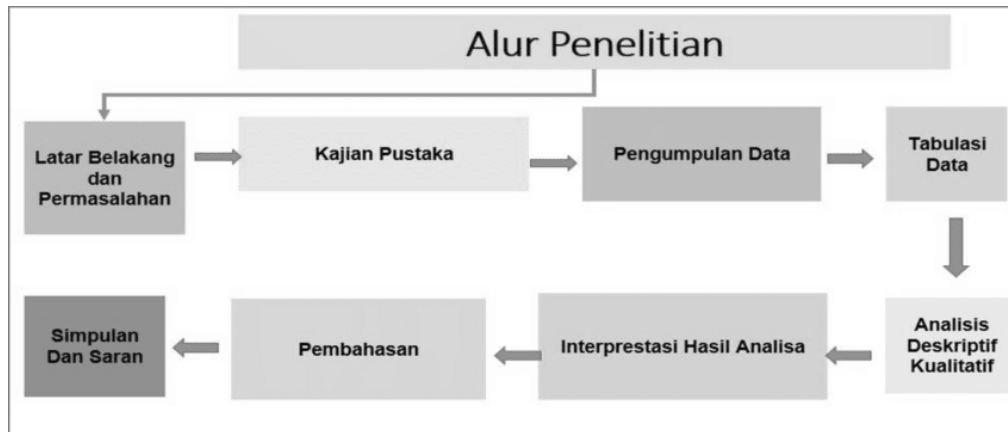 Alur Penelitian
Latar Belakang
dan
Permasalahan
Kajian Pustaka
Pengumpulan Data
Tabulasi
Data
Analisis
Deskriptif
Kualitatif
Interprestasi Hasil Analisa
Pembahasan
Simpulan
Dan Saran